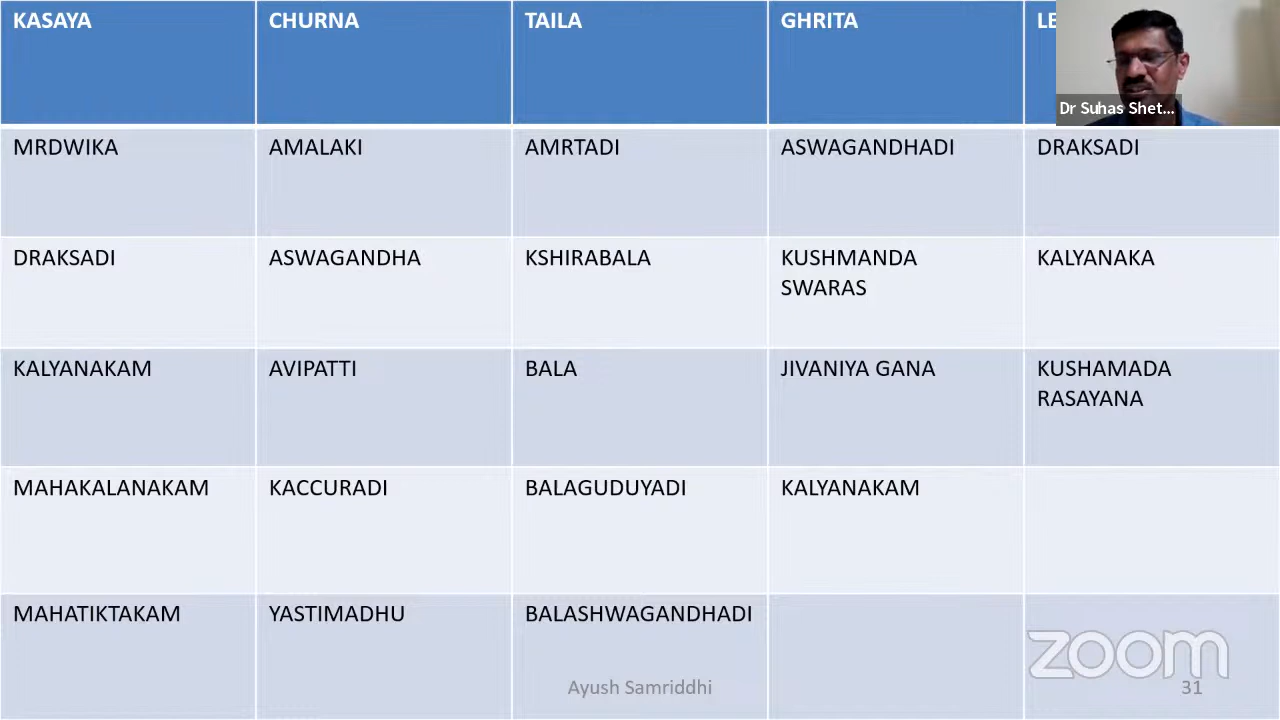 KASAYA CHURNA TAILA GHRITA LE
Dr Suhas Shet...
MRDWIKA AMALAKI AMRTADI ASWAGANDHADI DRAKSADI
DRAKSADI ASWAGANDHA KSHIRABALA KUSHMANDA KALYANAKA
SWARAS
KALYANAKAM AVIPATTI BALA JIVANIYA GANA KUSHAMADA
RASAYANA
MAHAKALANAKAM KACCURADI BALAGUDUYADI KALYANAKAM
MAHATIKTAKAM YASTIMADHU BALASHWAGANDHADI
zoom
Ayush Samriddhi 31